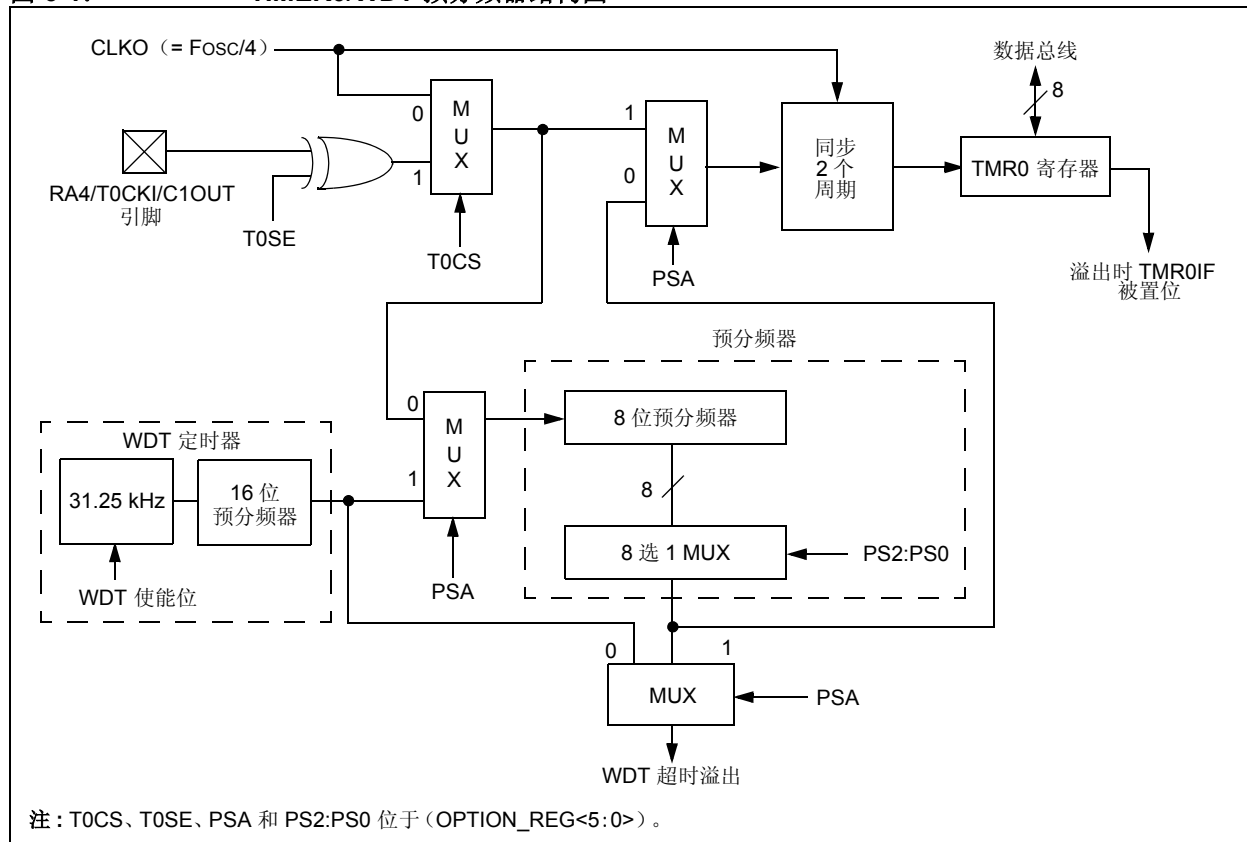 CLKO（= FOSC/4）
数据总线
8
0
M
U
X
1
RA4/T0CKI/C1OUT
引脚
T0SE
T0CS
1
M
U
X
0
PSA
同步
2 个
周期
TMR0 寄存器
溢出时 TMR0IF
被置位
预分频器
0
M
U
X
1
PSA
8 位预分频器
8
8 选 1 MUX
PS2:PS0
WDT 定时器
31.25 kHz
16 位
预分频器
WDT 使能位
0
1
MUX
PSA
WDT 超时溢出
注 : T0CS、T0SE、PSA 和 PS2:PS0 位于（OPTION_REG<5:0>）。